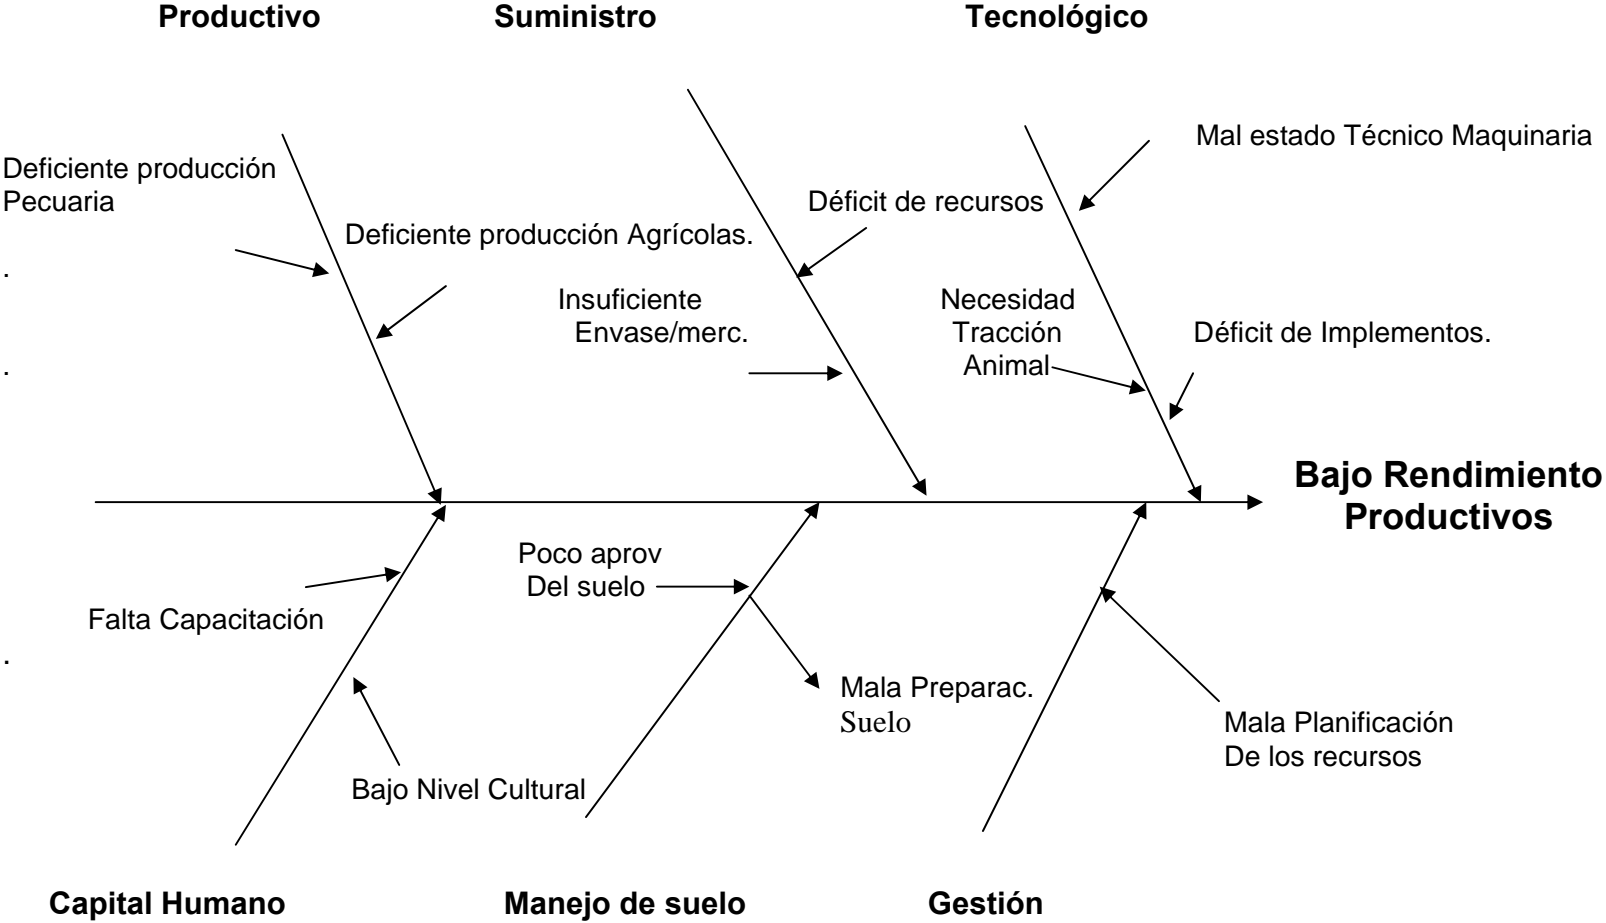 Productivo
Suministro
Tecnológico
Mal estado Técnico Maquinaria
Deficiente producción
Pecuaria
Déficit de recursos
Deficiente producción Agrícolas.
.
Insuficiente
Envase/merc.
Necesidad
Tracción
Animal
Déficit de Implementos.
.
Bajo Rendimiento
Productivos
Poco aprov
Del suelo
Falta Capacitación
.
Mala Preparac.
Suelo
Mala Planificación
De los recursos
Bajo Nivel Cultural
Capital Humano
Manejo de suelo
Gestión